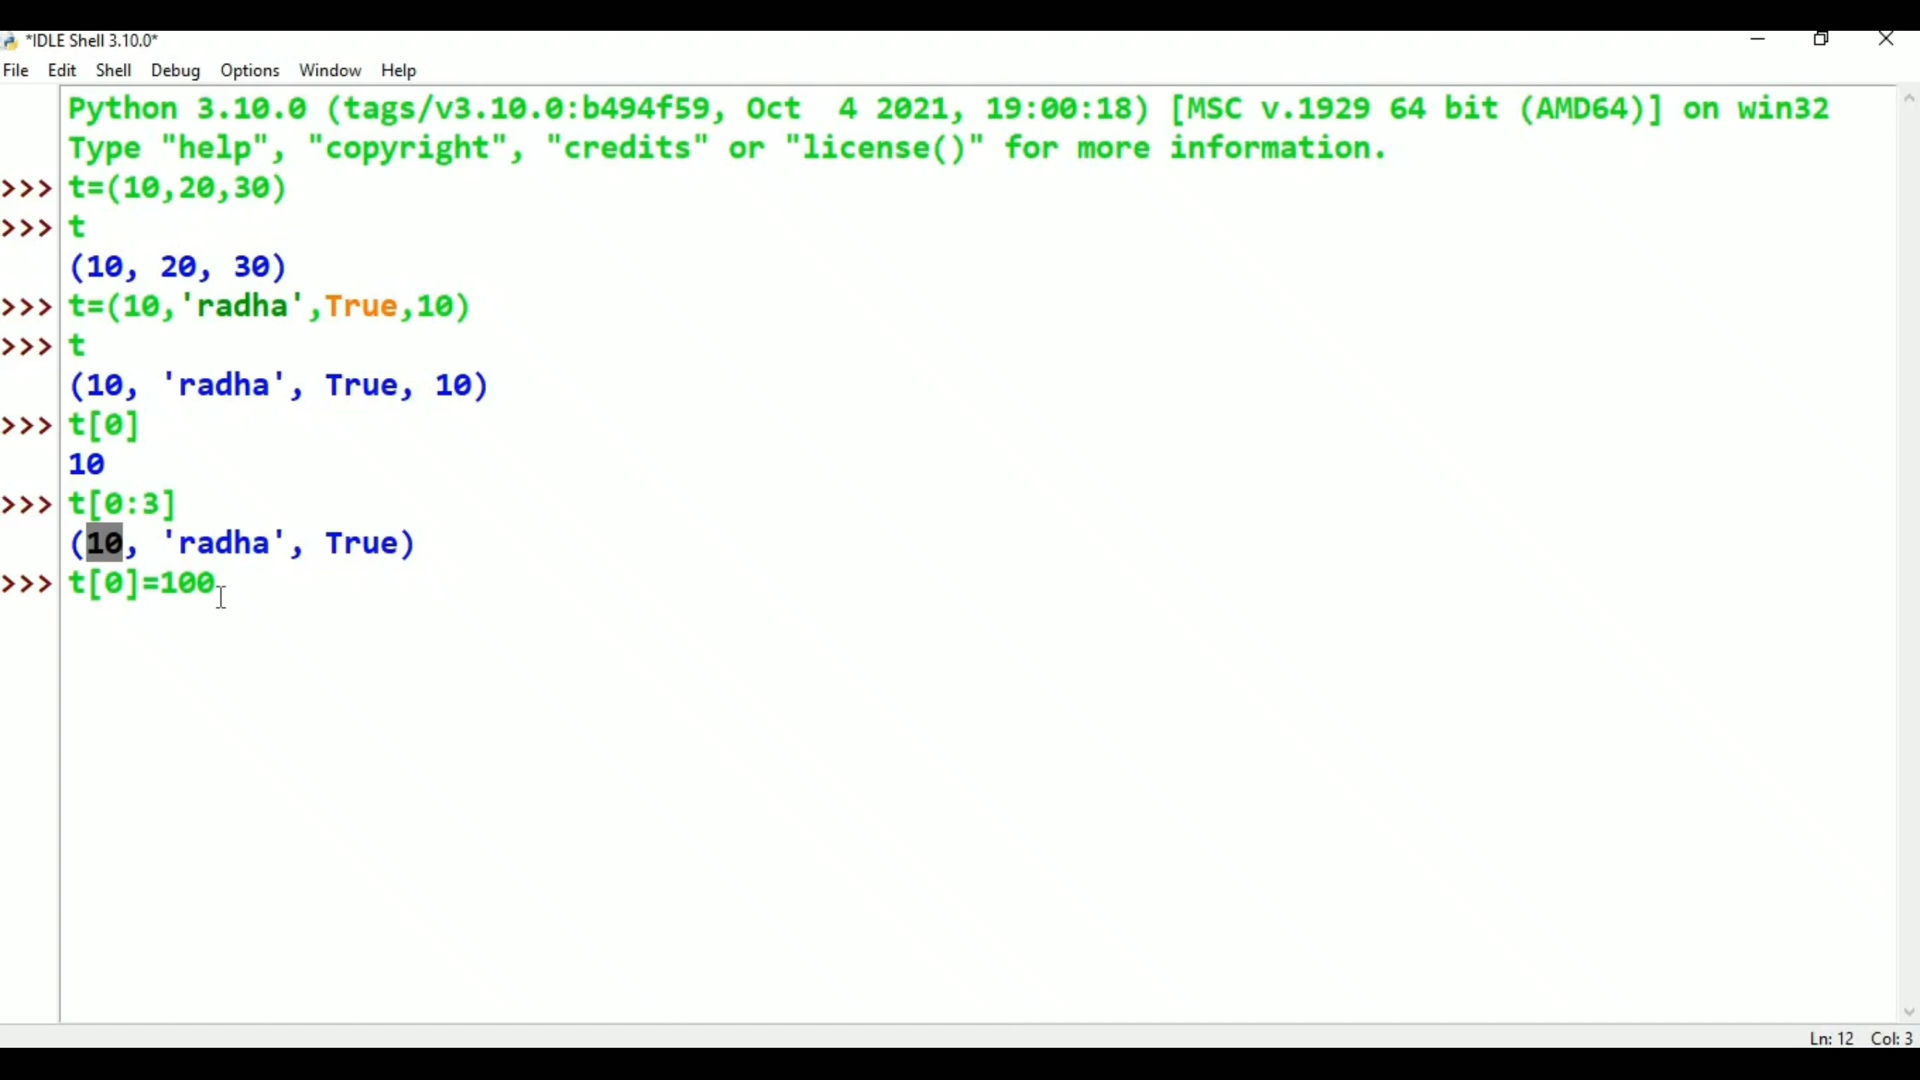 *IDLE Shell 3.10.0*
File Edit Shell Debug Options Window Help
Python 3.10.0 (tags/v3.10.0:b494f59, Oct  4 2021, 19:00:18) [MSC v.1929 64 bit (AMD64)] on win32
Type "help", "copyright", "credits" or "license()" for more information.
>>> t=(10,20,30)
>>> t
(10, 20, 30)
>>> t=(10,'radha',True,10)
>>> t
(10, 'radha', True, 10)
>>> t[0]
10
>>> t[0:3]
(10, 'radha', True)
>>> t[0]=100
Ln: 12 Col: 3